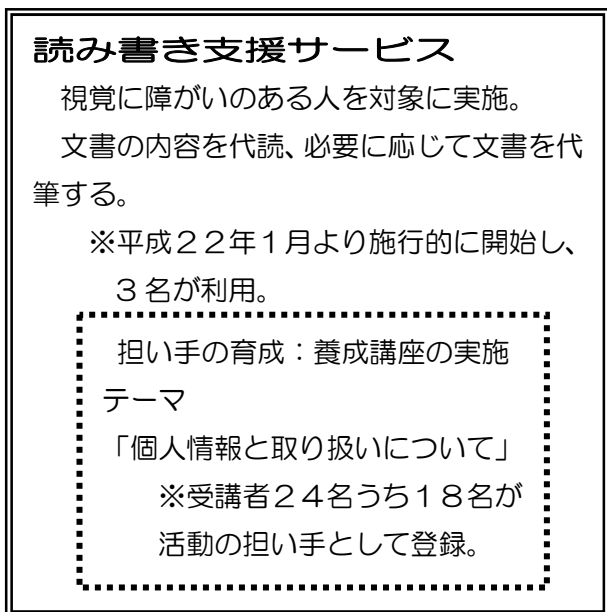 読み書き支援サービス
視覚に障がいのある人を対象に実施。
文書の内容を代読、必要に応じて文書を代
筆する。
※平成２２年１月より施行的に開始し、
３名が利用。
担い手の育成：養成講座の実施
テーマ
「個人情報と取り扱いについて」
※受講者２４名うち１８名が
活動の担い手として登録。